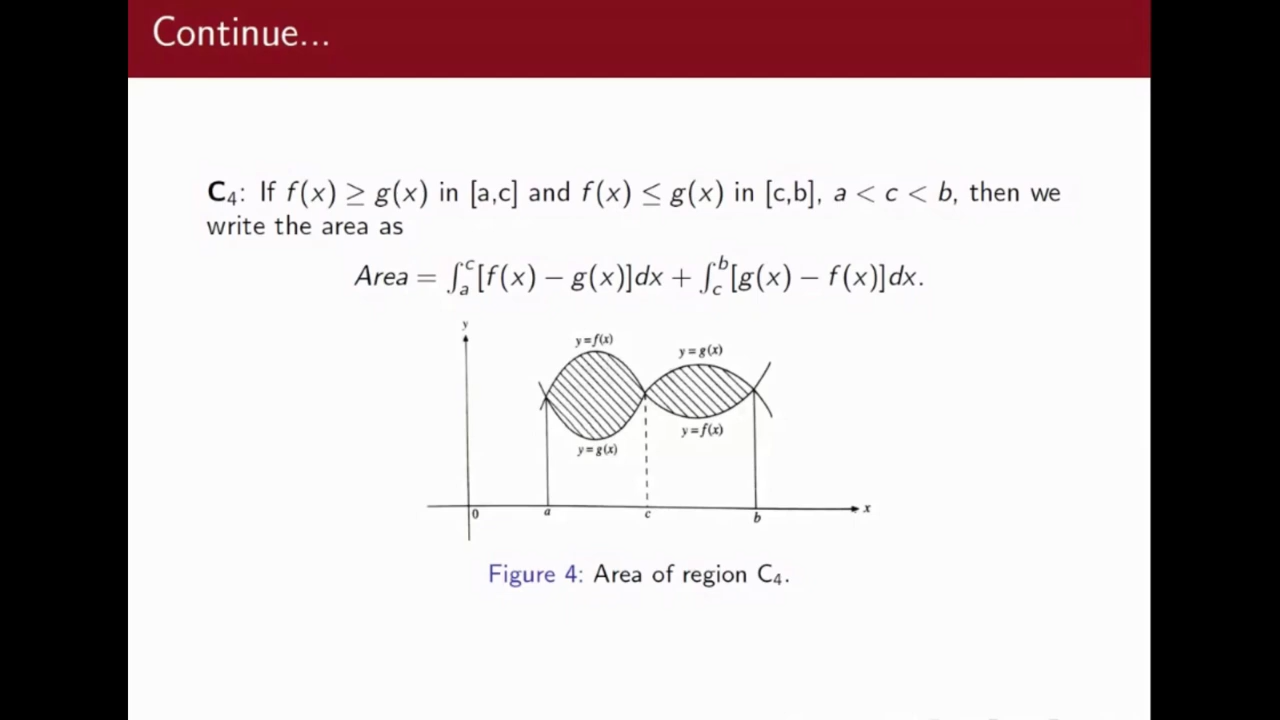 Continue...
C₄: If f(x) ≥ g(x) in [a,c] and f(x) ≤ g(x) in [c,b], a < c < b, then we
write the area as
Area = ∫ₐᶜ[f(x) − g(x)]dx + ∫_c^b[g(x) − f(x)]dx.
y
y = f(x)
y = g(x)
y = g(x)
y = f(x)
0
a
c
b
x
Figure 4: Area of region C₄.